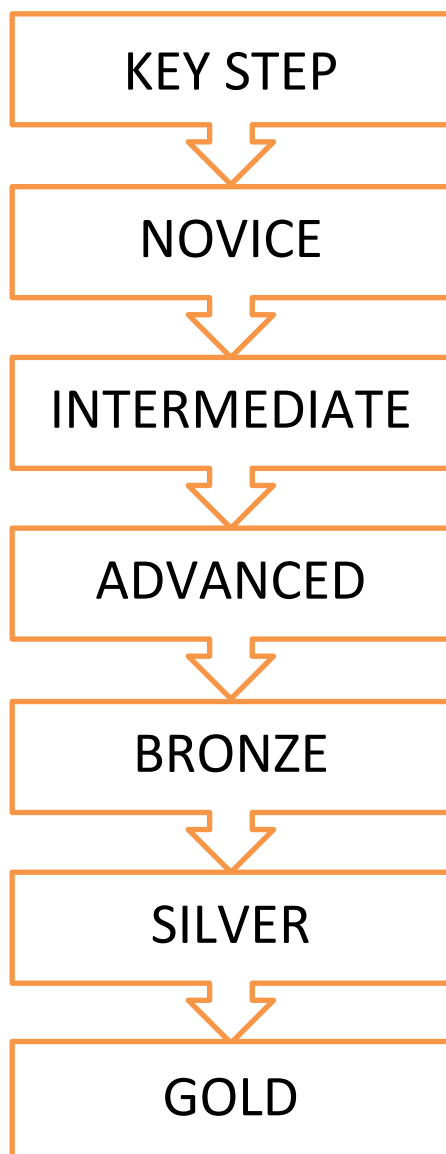 KEY STEP
NOVICE
INTERMEDIATE
ADVANCED
BRONZE
SILVER
GOLD